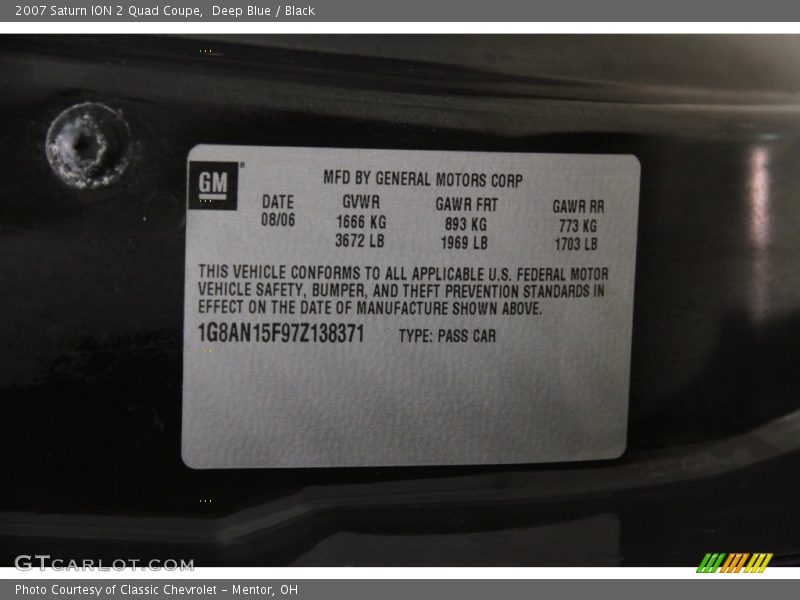 2007 Saturn ION 2 Quad Coupe, Deep Blue / Black
GM
MFD BY GENERAL MOTORS CORP
DATE GVWR GAWR FRT GAWR RR
08/06 1666 KG 893 KG 773 KG
3672 LB 1969 LB 1703 LB
THIS VEHICLE CONFORMS TO ALL APPLICABLE U.S. FEDERAL MOTOR
VEHICLE SAFETY, BUMPER, AND THEFT PREVENTION STANDARDS IN
EFFECT ON THE DATE OF MANUFACTURE SHOWN ABOVE.
1G8AN15F97Z138371 TYPE: PASS CAR
GTCARLOT.COM
Photo Courtesy of Classic Chevrolet - Mentor, OH